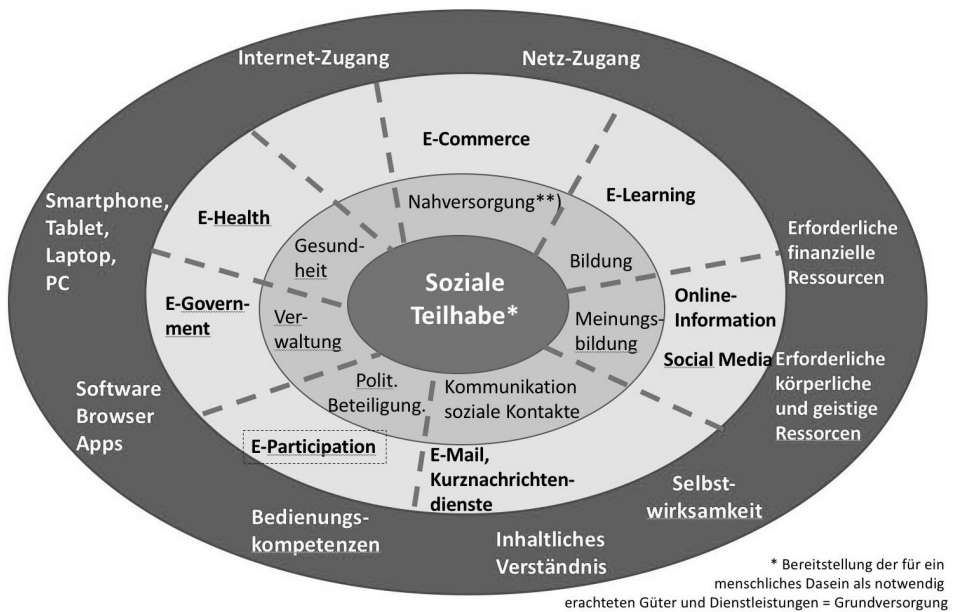 Internet-Zugang
Netz-Zugang
E-Commerce
Nahversorgung**)
E-Learning
Bildung
Smartphone,
Tablet,
Laptop,
PC
E-Health
Gesund-
heit
Soziale
Teilhabe*
Erforderliche
finanzielle
Ressourcen
E-Govern-
ment
Ver-
waltung
Meinungs-
bildung
Online-
Information
Social Media
Erforderliche
körperliche
und geistige
Ressorcen
Software
Browser
Apps
Polit.
Beteiligung.
Kommunikation
soziale Kontakte
E-Participation
E-Mail,
Kurznachrichten-
dienste
Selbst-
wirksamkeit
Bedienungs-
kompetenzen
Inhaltliches
Verständnis
* Bereitstellung der für ein
menschliches Dasein als notwendig
erachteten Güter und Dienstleistungen = Grundversorgung